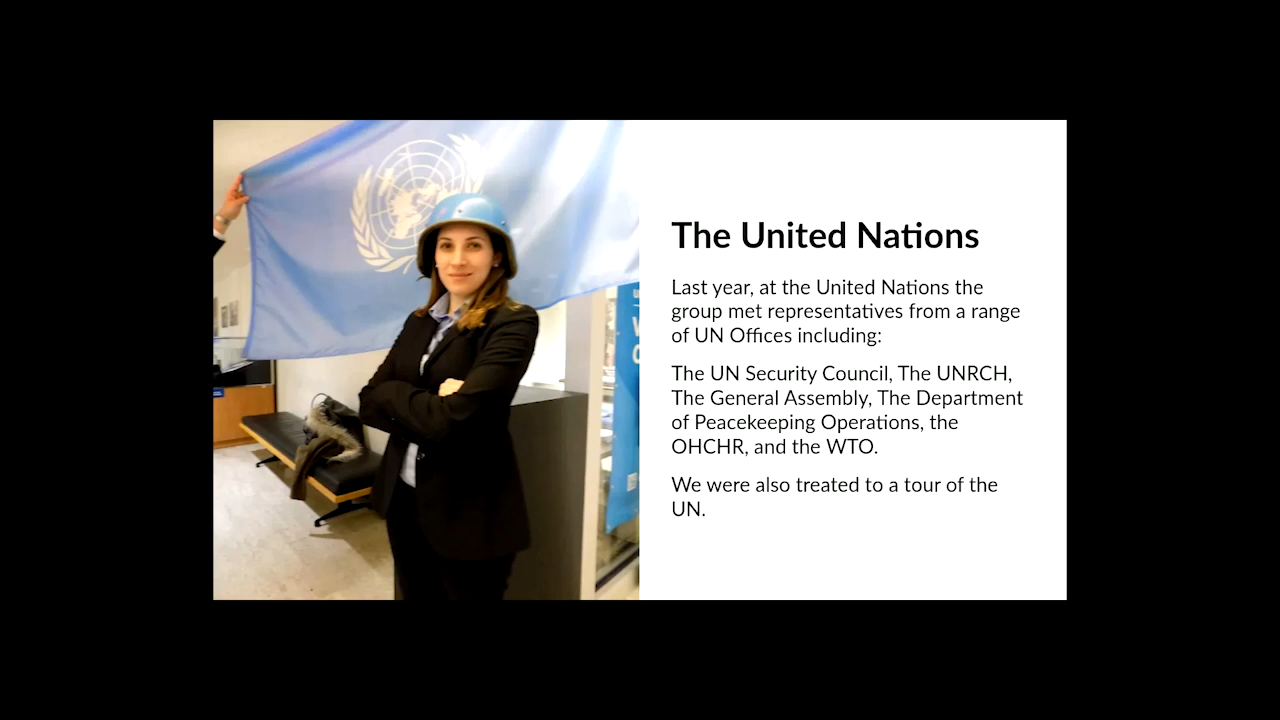 The United Nations
Last year, at the United Nations the
group met representatives from a range
of UN Offices including:
The UN Security Council, The UNRCH,
The General Assembly, The Department
of Peacekeeping Operations, the
OHCHR, and the WTO.
We were also treated to a tour of the
UN.